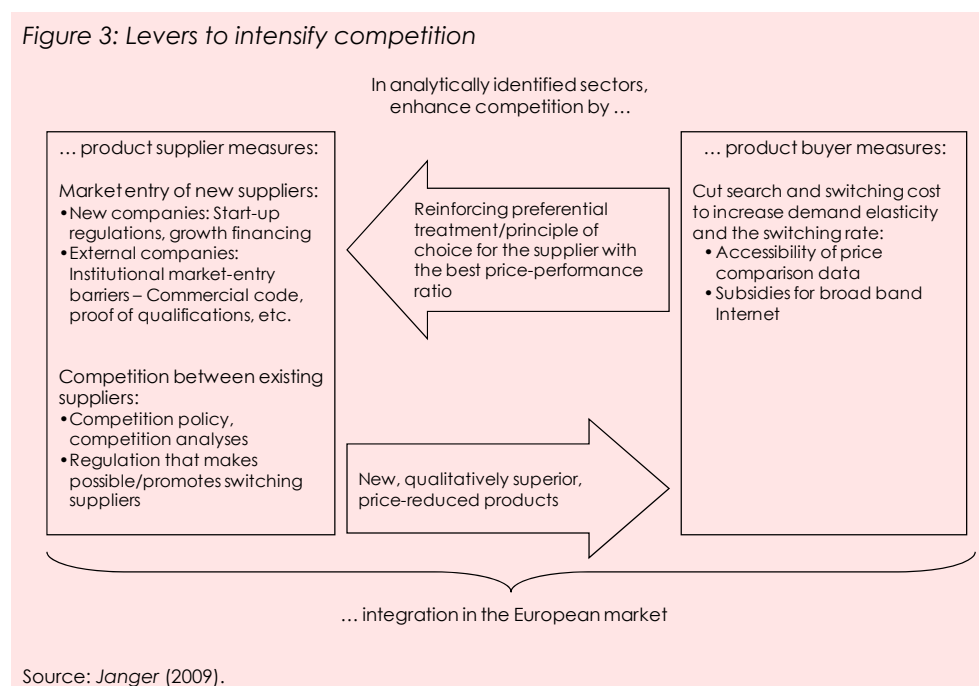 Figure 3: Levers to intensify competition
In analytically identified sectors,
enhance competition by …
… product supplier measures:
Market entry of new suppliers:
•New companies: Start-up
regulations, growth financing
•External companies:
Institutional market-entry
barriers – Commercial code,
proof of qualifications, etc.
Competition between existing
suppliers:
•Competition policy,
competition analyses
•Regulation that makes
possible/promotes switching
suppliers
Reinforcing preferential
treatment/principle of
choice for the supplier with
the best price-performance
ratio
New, qualitatively superior,
price-reduced products
… product buyer measures:
Cut search and switching cost
to increase demand elasticity
and the switching rate:
•Accessibility of price
comparison data
•Subsidies for broad band
Internet
… integration in the European market
Source: Janger (2009).